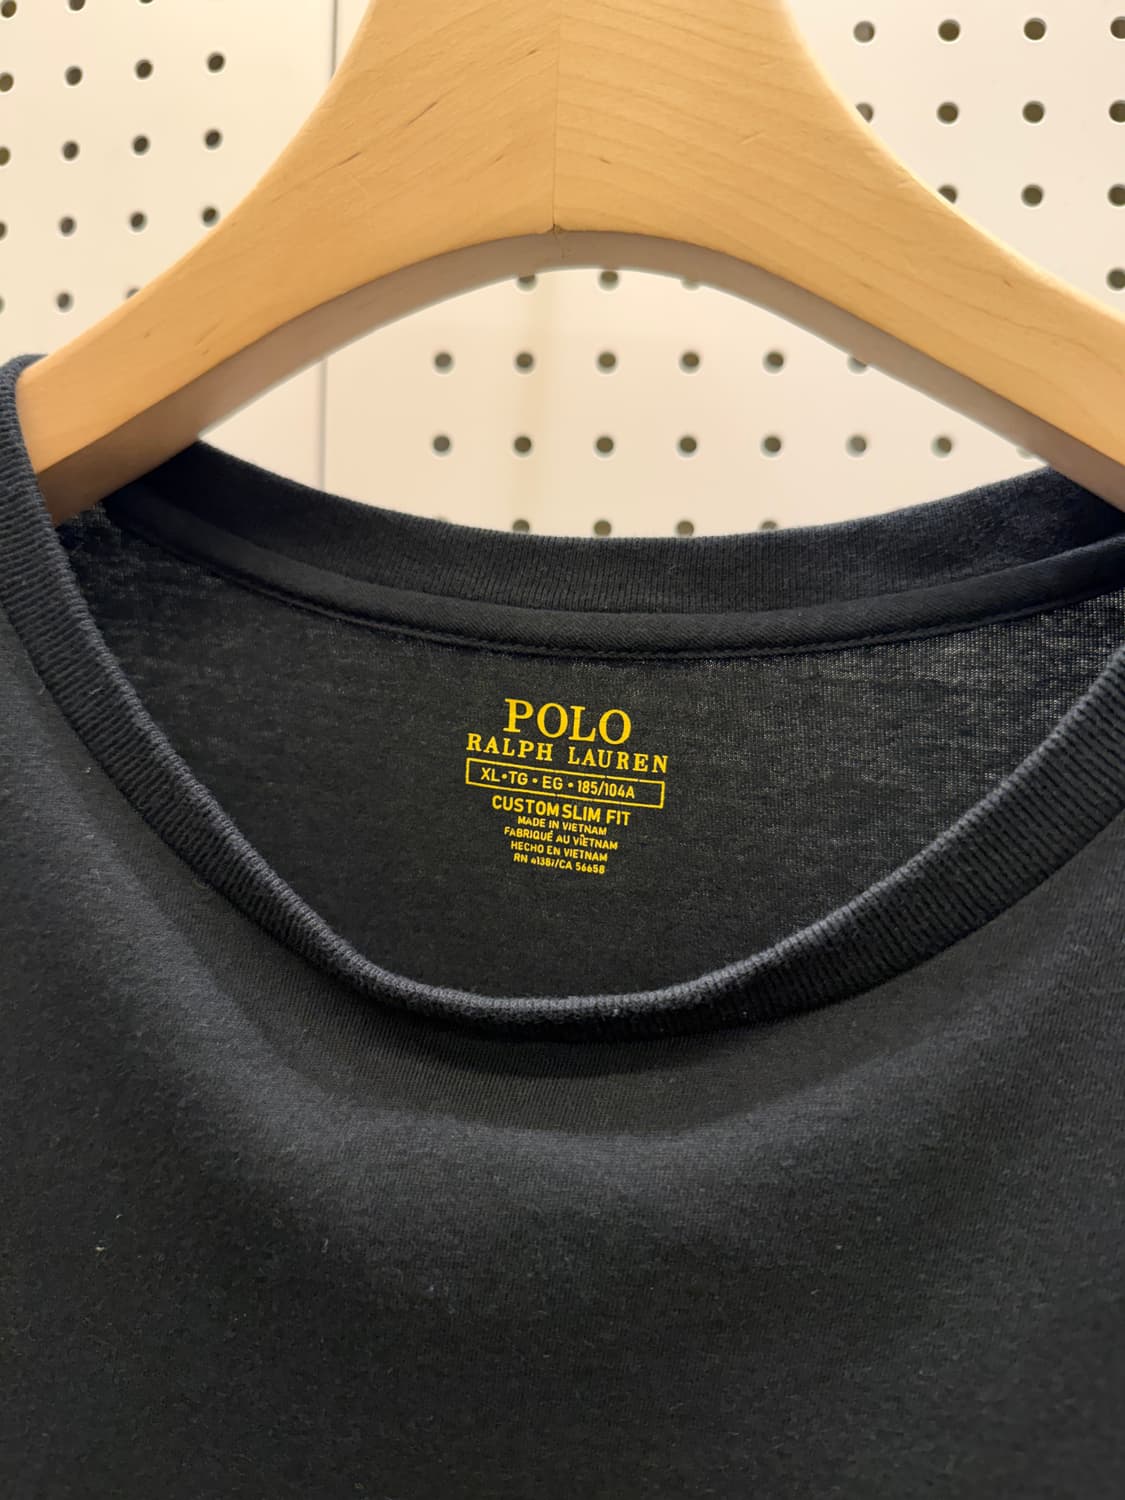 POLO
RALPH LAUREN
XL•TG • EG • 185/104A
CUSTOM SLIM FIT
MADE IN VIETNAM
FABRIQUÉ AU VIETNAM
HECHO EN VIETNAM
RN 41381/CA 56658